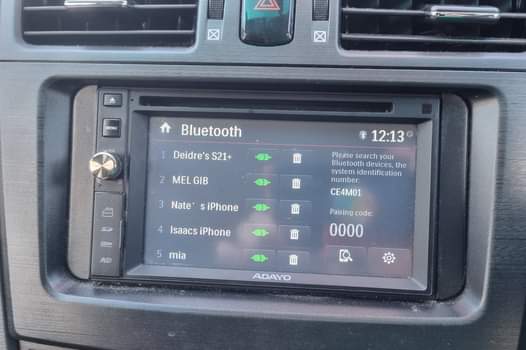 Bluetooth
12:13
1 Deidre's S21+
2 MEL GIB
3 Nate's iPhone
4 Isaacs iPhone
5 mia
Please search your
Bluetooth devices, the
system identification
number:
CE4M01
Pairing code:
0000
ADAYO